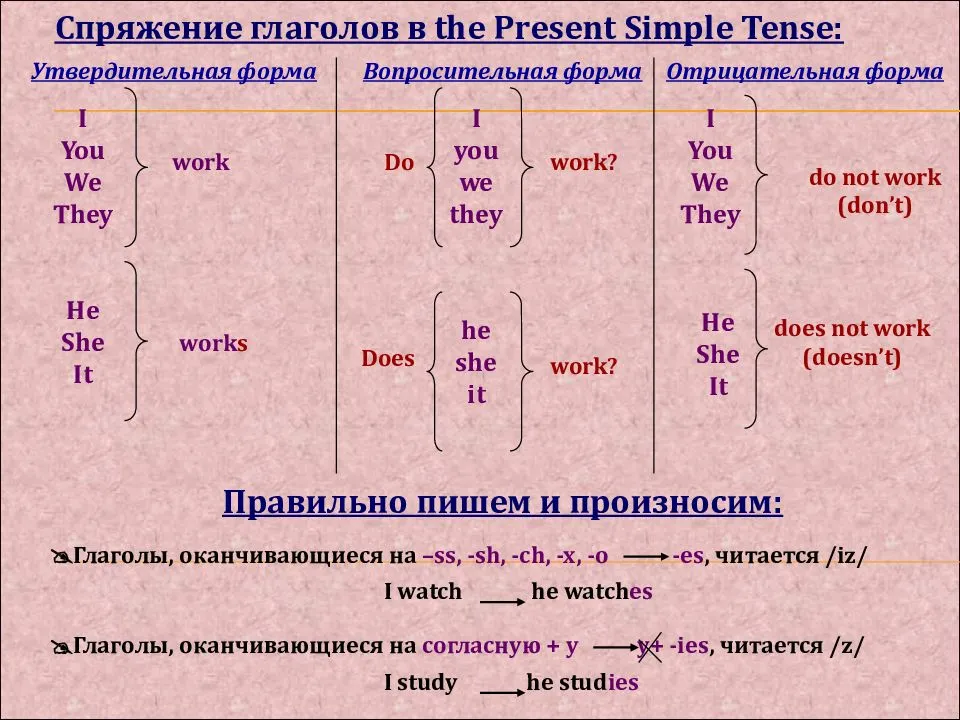 Спряжение глаголов в the Present Simple Tense:
Утвердительная форма
I
You
We
They
work
He
She
It
works
Вопросительная форма
Do
I
you
we
they
work?
Does
he
she
it
work?
Отрицательная форма
I
You
We
They
do not work
(don’t)
He
She
It
does not work
(doesn’t)
Правильно пишем и произносим:
Глаголы, оканчивающиеся на –ss, -sh, -ch, -x, -o -es, читается /iz/
I watch he watches
Глаголы, оканчивающиеся на согласную + y y+ -ies, читается /z/
I study he studies